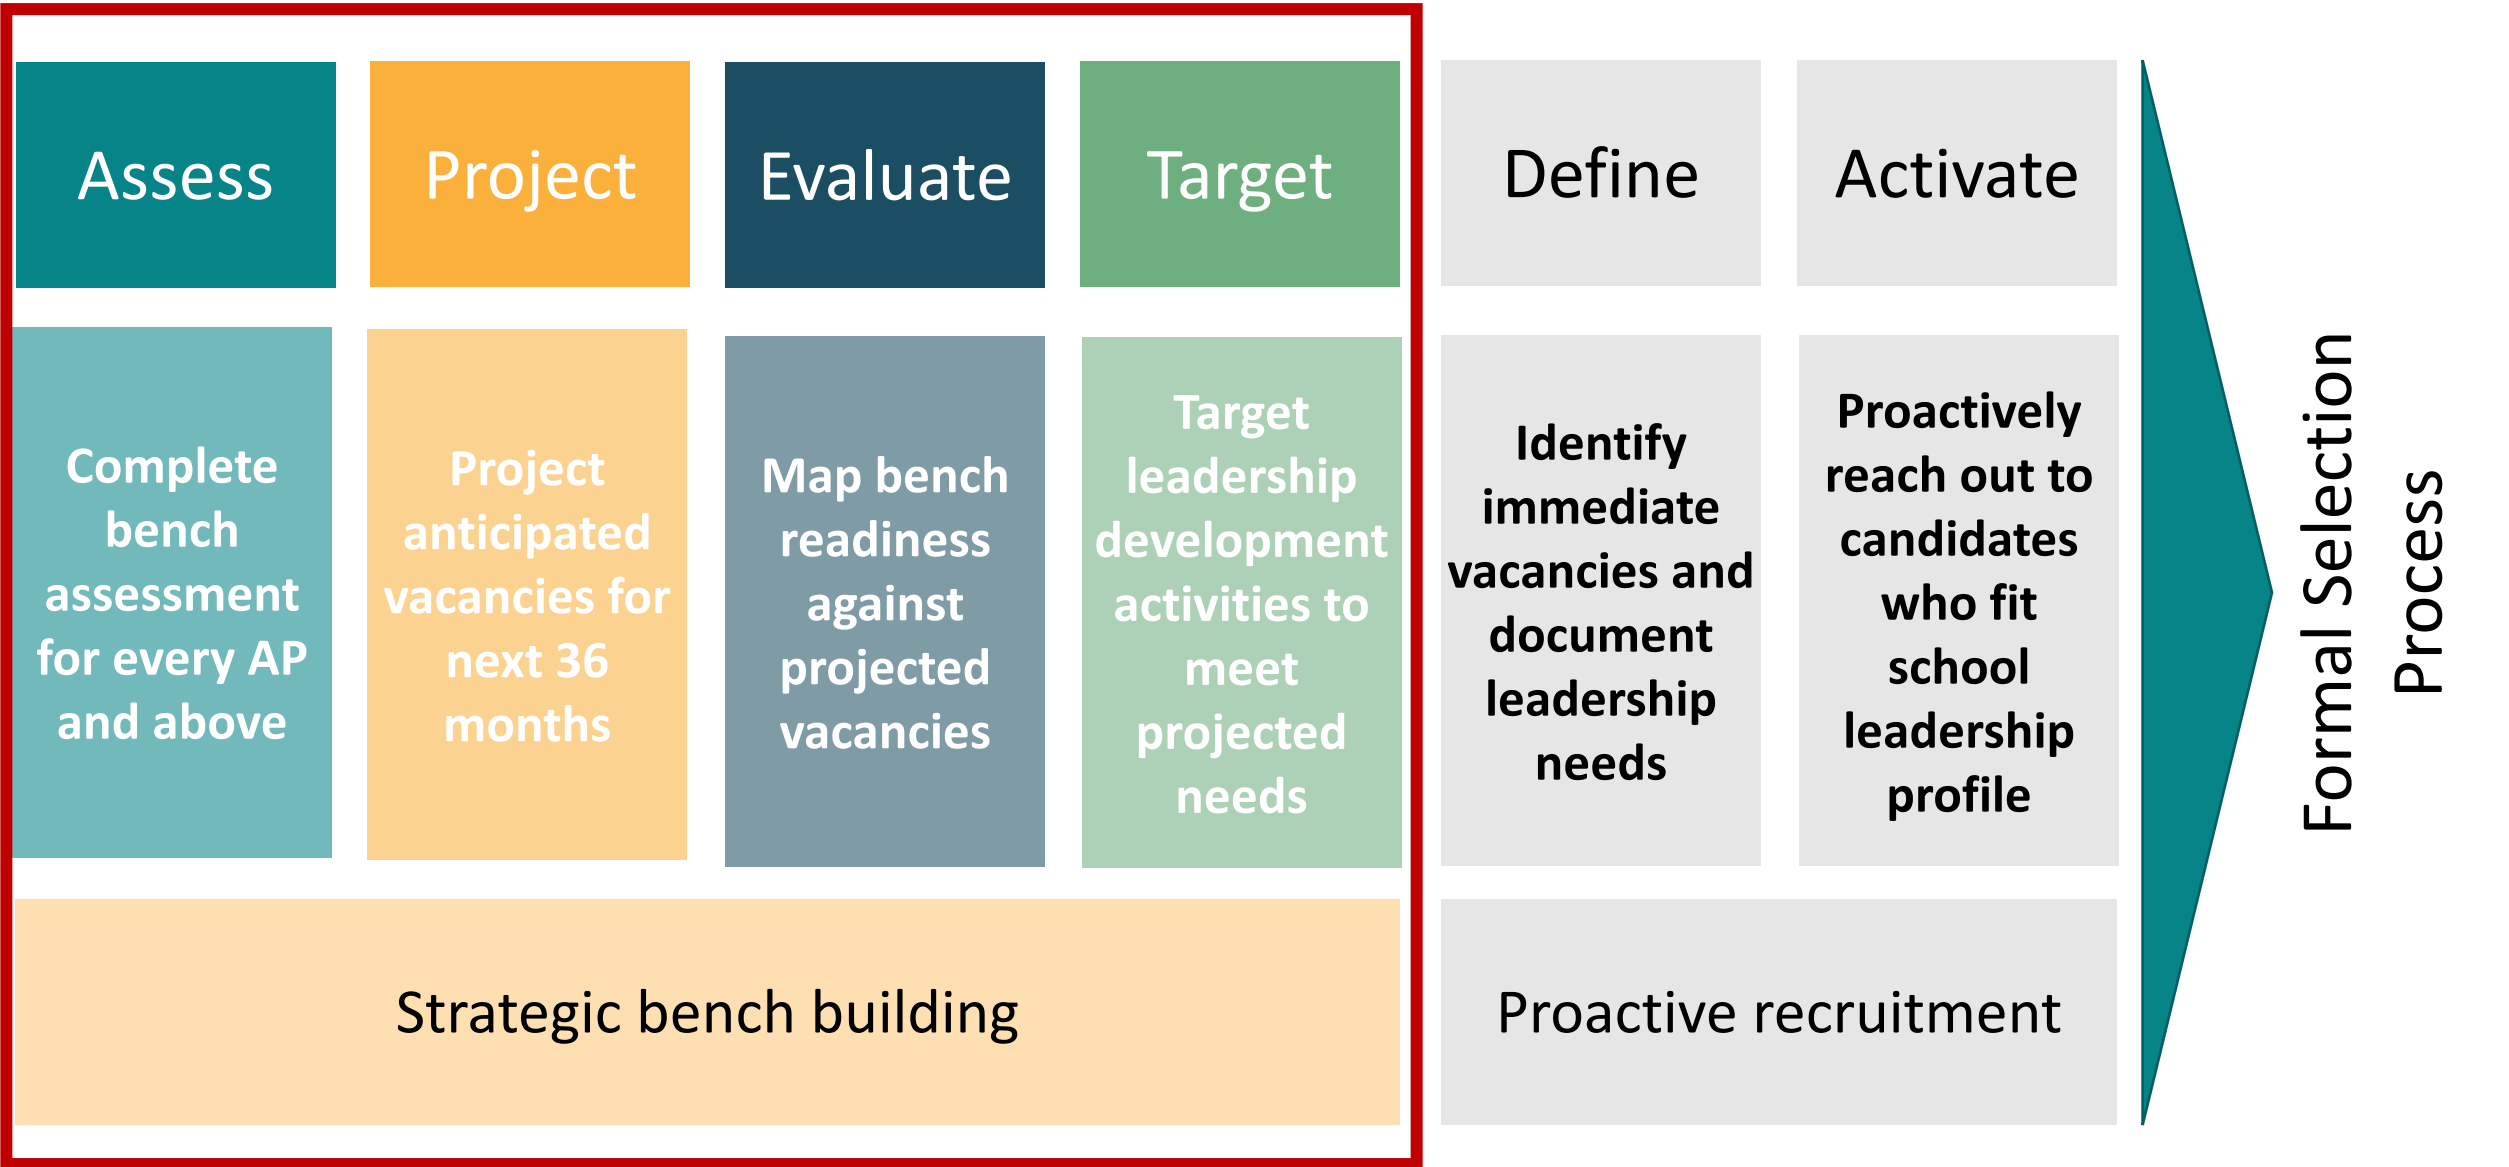 Assess
Project
Evaluate
Target
Define
Activate
Complete
bench
assessment
for every AP
and above
Project
anticipated
vacancies for
next 36
months
Map bench
readiness
against
projected
vacancies
Target
leadership
development
activities to
meet
projected
needs
Identify
immediate
vacancies and
document
leadership
needs
Proactively
reach out to
candidates
who fit
school
leadership
profile
Strategic bench building
Proactive recruitment
Formal Selection
Process